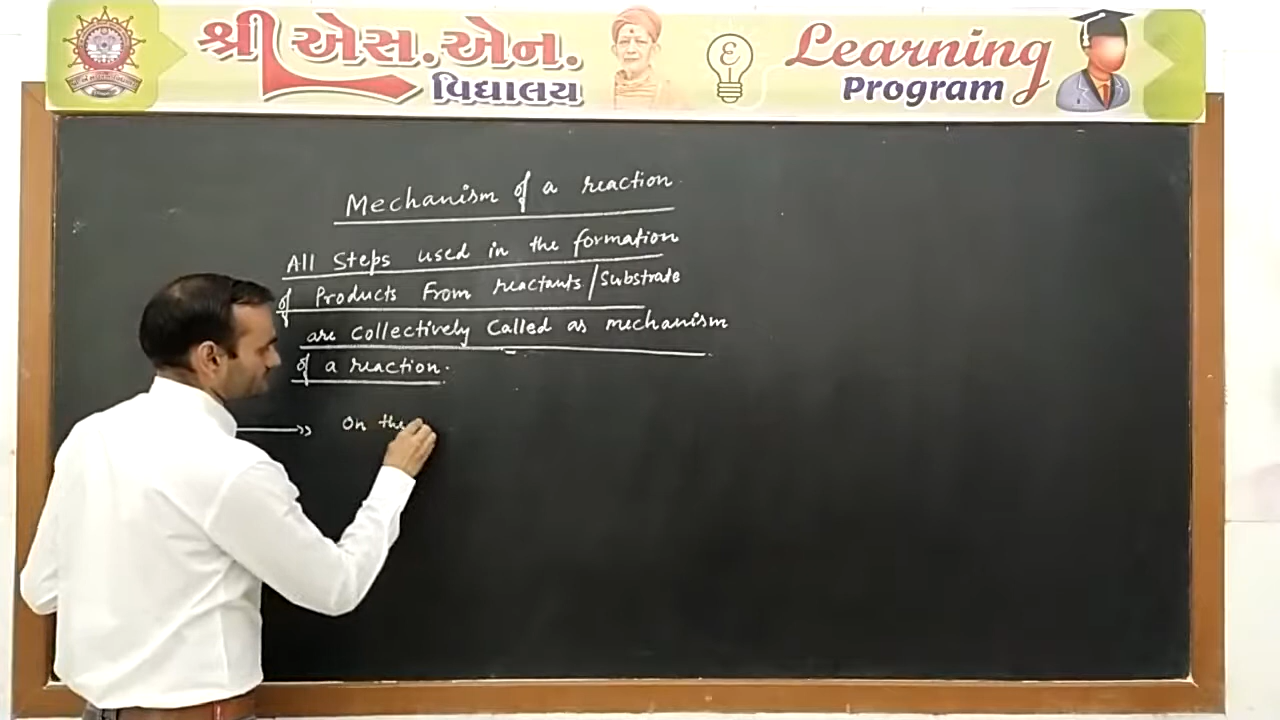 શ્રી એસ.એન.
વિદ્યાલય
Learning
Program
Mechanism of a reaction.
All Steps used in the formation
of Products From reactants/Substrate
are collectively called as mechanism
of a reaction.
On the